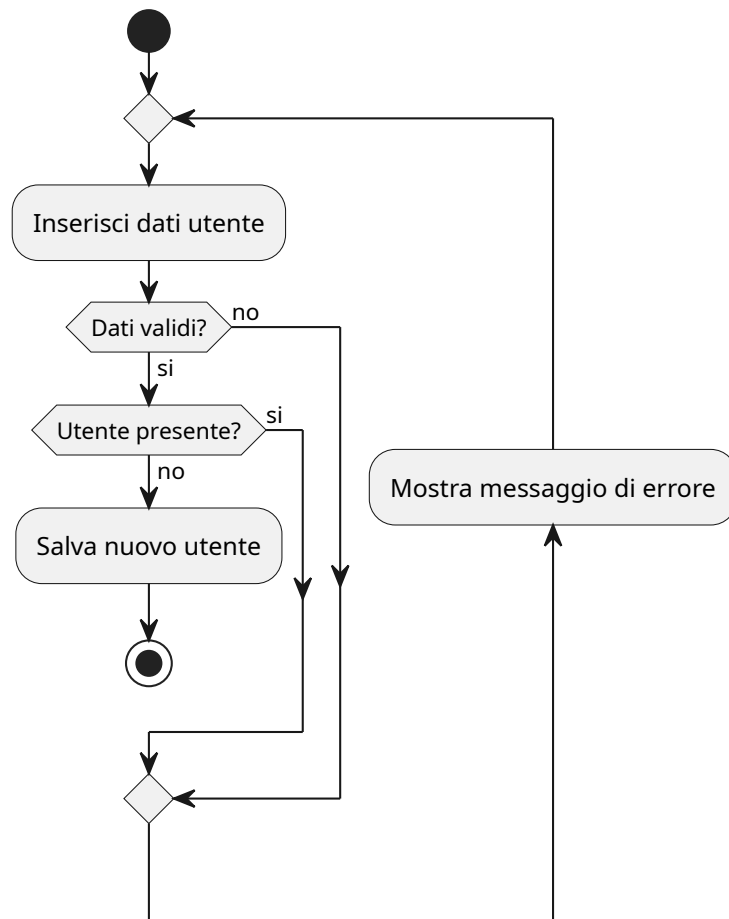 Inserisci dati utente
Dati validi?
no
si
Utente presente?
si
no
Mostra messaggio di errore
Salva nuovo utente